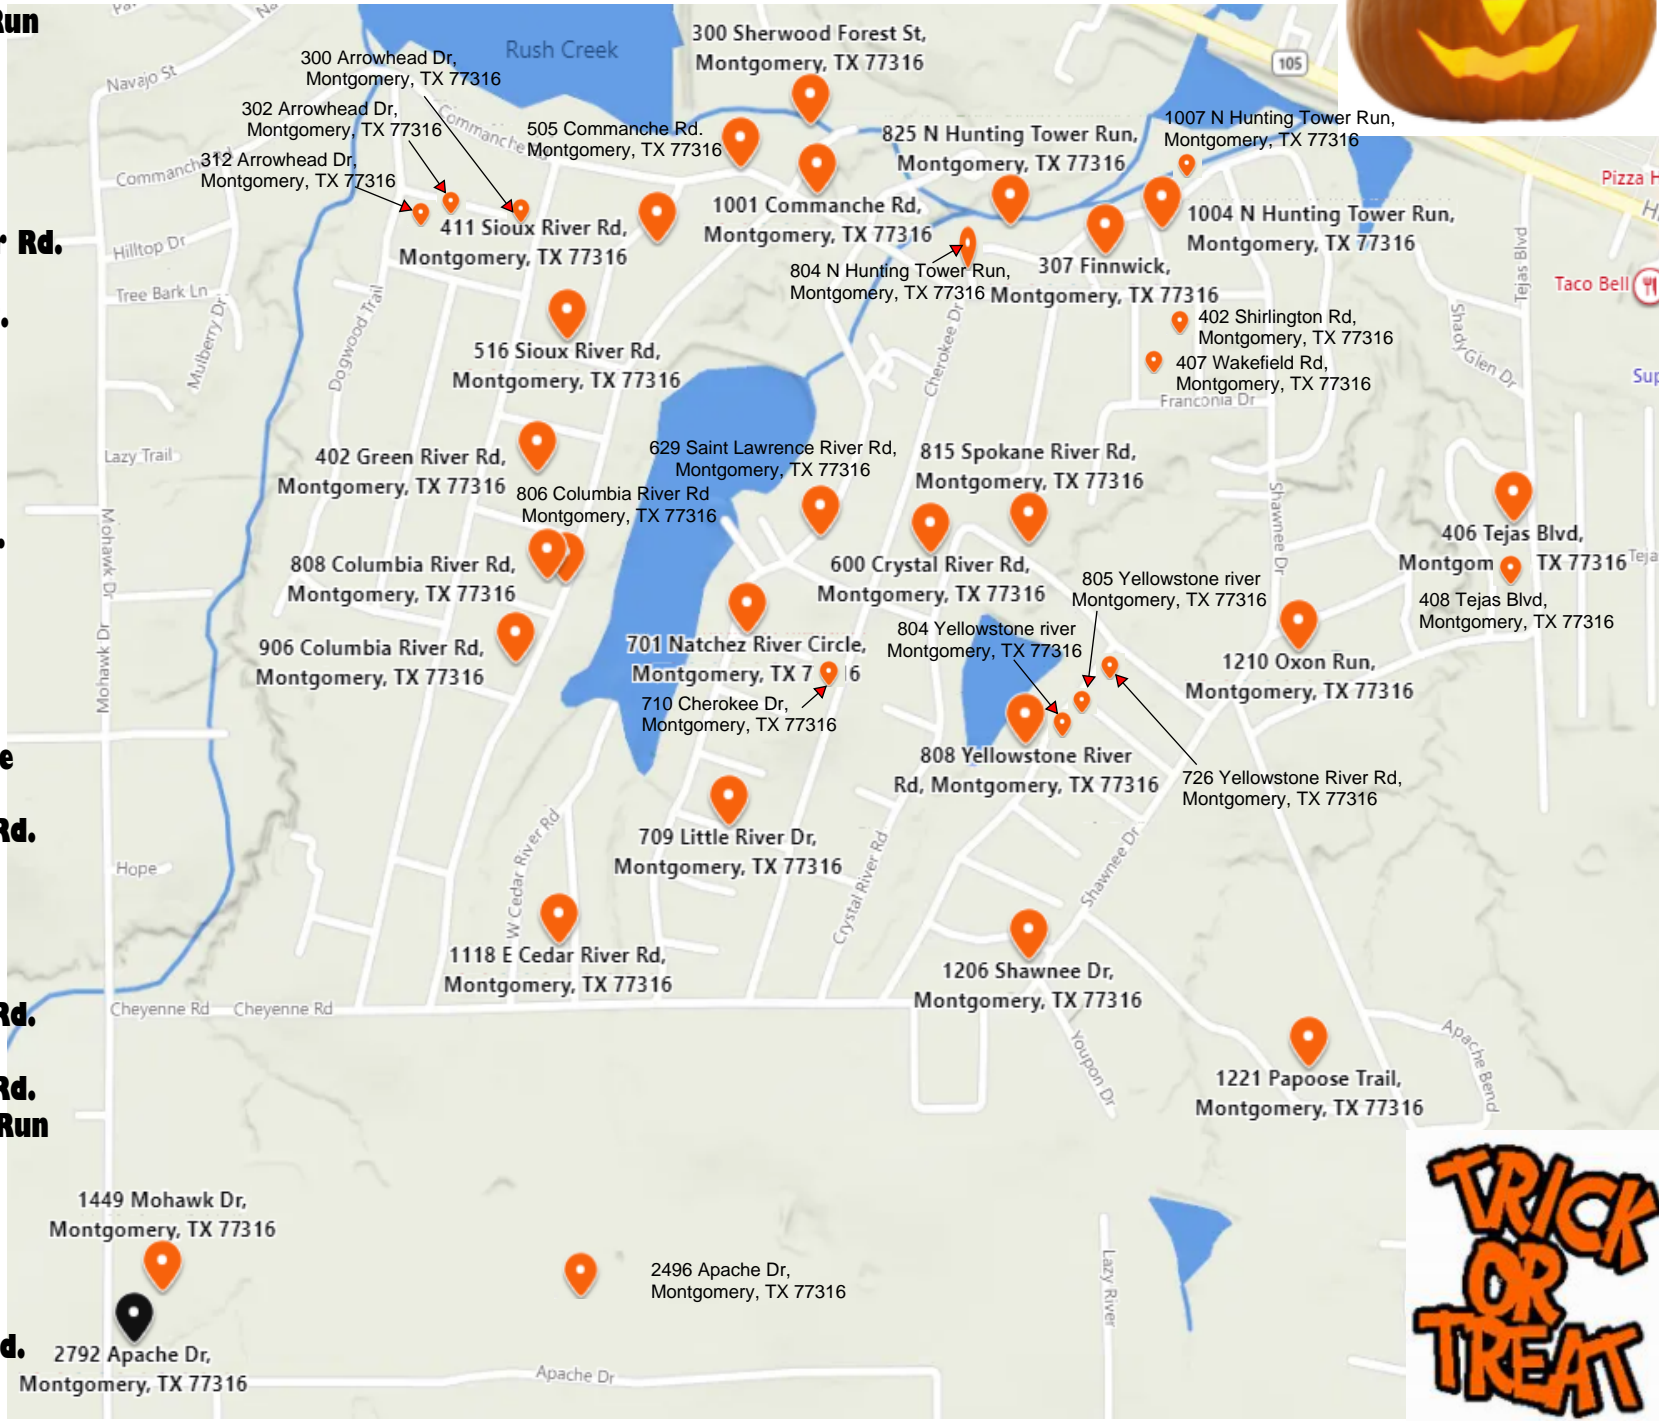 Run
r Rd.
.
.
e
Rd.
Rd.
Rd.
Run
d.
Navajo St
Rush Creek
105
300 Sherwood Forest St,
Montgomery, TX 77316
300 Arrowhead Dr,
Montgomery, TX 77316
302 Arrowhead Dr,
Montgomery, TX 77316
312 Arrowhead Dr,
Montgomery, TX 77316
Commanche Rd
Commanche Rd
505 Commanche Rd.
Montgomery, TX 77316
825 N Hunting Tower Run,
Montgomery, TX 77316
1007 N Hunting Tower Run,
Montgomery, TX 77316
Pizza H
411 Sioux River Rd,
Montgomery, TX 77316
1001 Commanche Rd,
Montgomery, TX 77316
1004 N Hunting Tower Run,
Montgomery, TX 77316
804 N Hunting Tower Run,
Montgomery, TX 77316
307 Finnwick,
Montgomery, TX 77316
Hilltop Dr
Tree Bark Ln
Mulberry Dr
Dogwood Trail
Tejas Blvd
Taco Bell
516 Sioux River Rd,
Montgomery, TX 77316
Cherokee Dr
402 Shirlington Rd,
Montgomery, TX 77316
407 Wakefield Rd,
Montgomery, TX 77316
Franconia Dr
Shady Glen Dr
Sup
Lazy Trail
402 Green River Rd,
Montgomery, TX 77316
629 Saint Lawrence River Rd,
Montgomery, TX 77316
815 Spokane River Rd,
Montgomery, TX 77316
806 Columbia River Rd
Montgomery, TX 77316
Mohawk Dr
Shawnee Dr
406 Tejas Blvd,
Montgom TX 77316
Teja
408 Tejas Blvd,
Montgomery, TX 77316
808 Columbia River Rd,
Montgomery, TX 77316
600 Crystal River Rd,
Montgomery, TX 77316
805 Yellowstone river
Montgomery, TX 77316
804 Yellowstone river
Montgomery, TX 77316
906 Columbia River Rd,
Montgomery, TX 77316
701 Natchez River Circle,
Montgomery, TX 7 16
710 Cherokee Dr,
Montgomery, TX 77316
1210 Oxon Run,
Montgomery, TX 77316
Mohawk Dr
808 Yellowstone River
Rd, Montgomery, TX 77316
726 Yellowstone River Rd,
Montgomery, TX 77316
709 Little River Dr,
Montgomery, TX 77316
Hope
W Cedar River Rd
Crystal River Rd
Shawnee Dr
1118 E Cedar River Rd,
Montgomery, TX 77316
1206 Shawnee Dr,
Montgomery, TX 77316
Cheyenne Rd
Cheyenne Rd
Youpon Dr
Apache Bend
1221 Papoose Trail,
Montgomery, TX 77316
1449 Mohawk Dr,
Montgomery, TX 77316
2496 Apache Dr,
Montgomery, TX 77316
Lazy River
2792 Apache Dr,
Montgomery, TX 77316
Apache Dr
TRICK
OR
TREAT